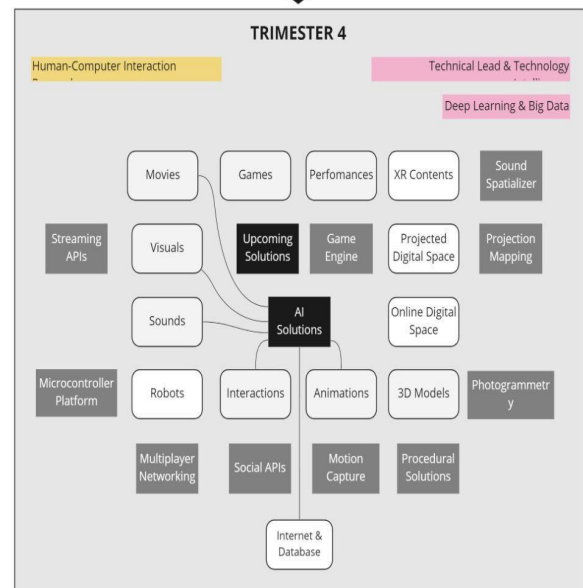 TRIMESTER 4
Human-Computer Interaction
Technical Lead & Technology
Deep Learning & Big Data
Movies
Games
Perfomances
XR Contents
Sound
Spatializer
Streaming
APIs
Visuals
Upcoming
Solutions
Game
Engine
Projected
Digital Space
Projection
Mapping
Sounds
AI
Solutions
Online Digital
Space
Microcontroller
Platform
Robots
Interactions
Animations
3D Models
Photogrammetr
y
Multiplayer
Networking
Social APIs
Motion
Capture
Procedural
Solutions
Internet &
Database